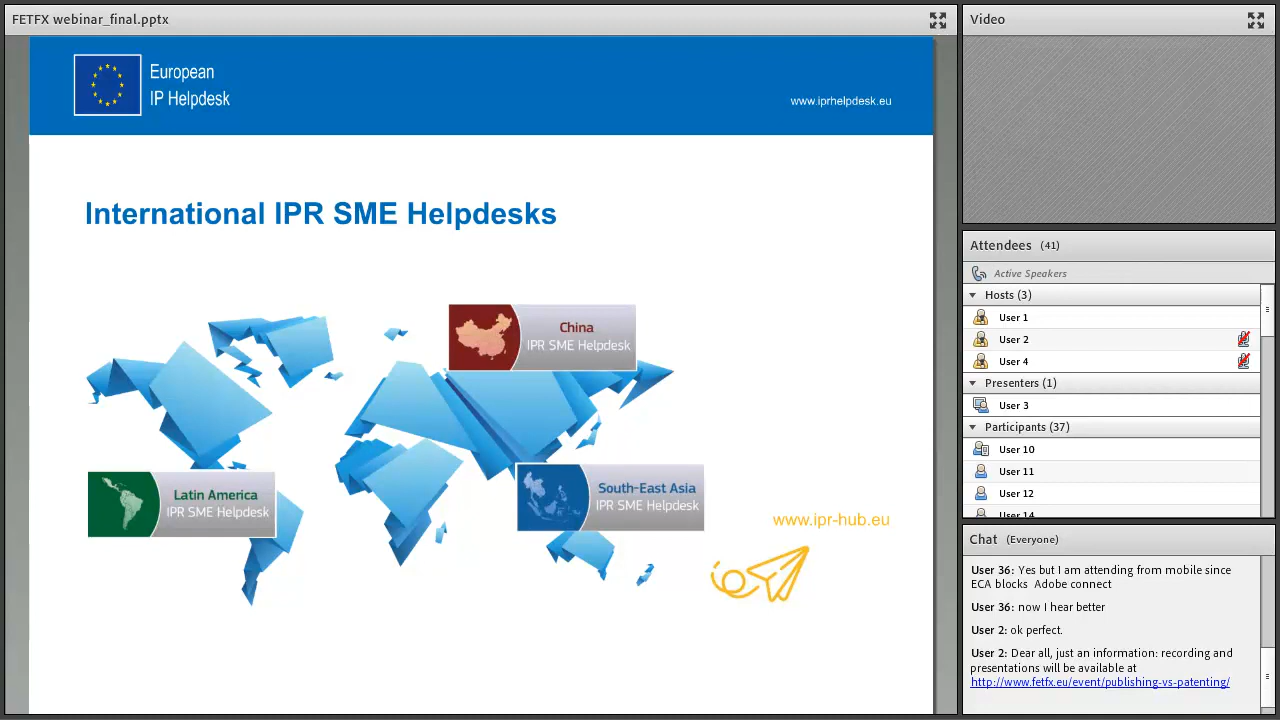 FETFX webinar_final.pptx
European
IP Helpdesk
www.iprhelpdesk.eu
International IPR SME Helpdesks
China
IPR SME Helpdesk
Latin America
IPR SME Helpdesk
South-East Asia
IPR SME Helpdesk
www.ipr-hub.eu
Video
Attendees (41)
Active Speakers
Hosts (3)
User 1
User 2
User 4
Presenters (1)
User 3
Participants (37)
User 10
User 11
User 12
User 14
Chat (Everyone)
User 36: Yes but I am attending from mobile since
ECA blocks Adobe connect
User 36: now I hear better
User 2: ok perfect.
User 2: Dear all, just an information: recording and
presentations will be available at
http://www.fetfx.eu/event/publishing-vs-patenting/